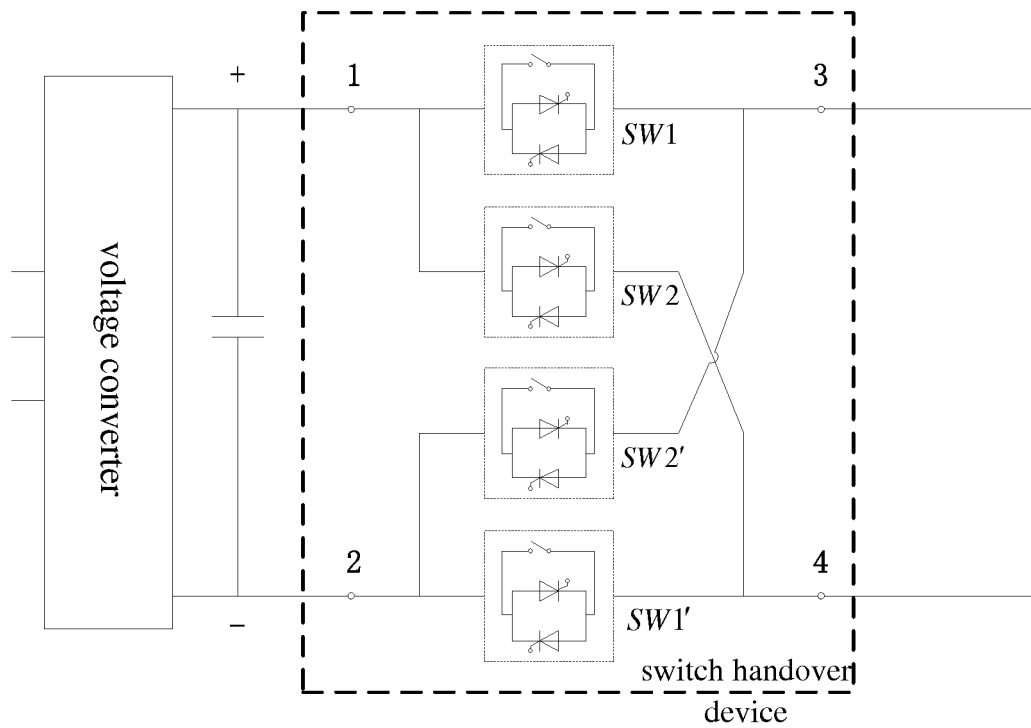 +
1
3
SW1
voltage converter
SW2
SW2′
2
4
−
SW1′
switch handover
device